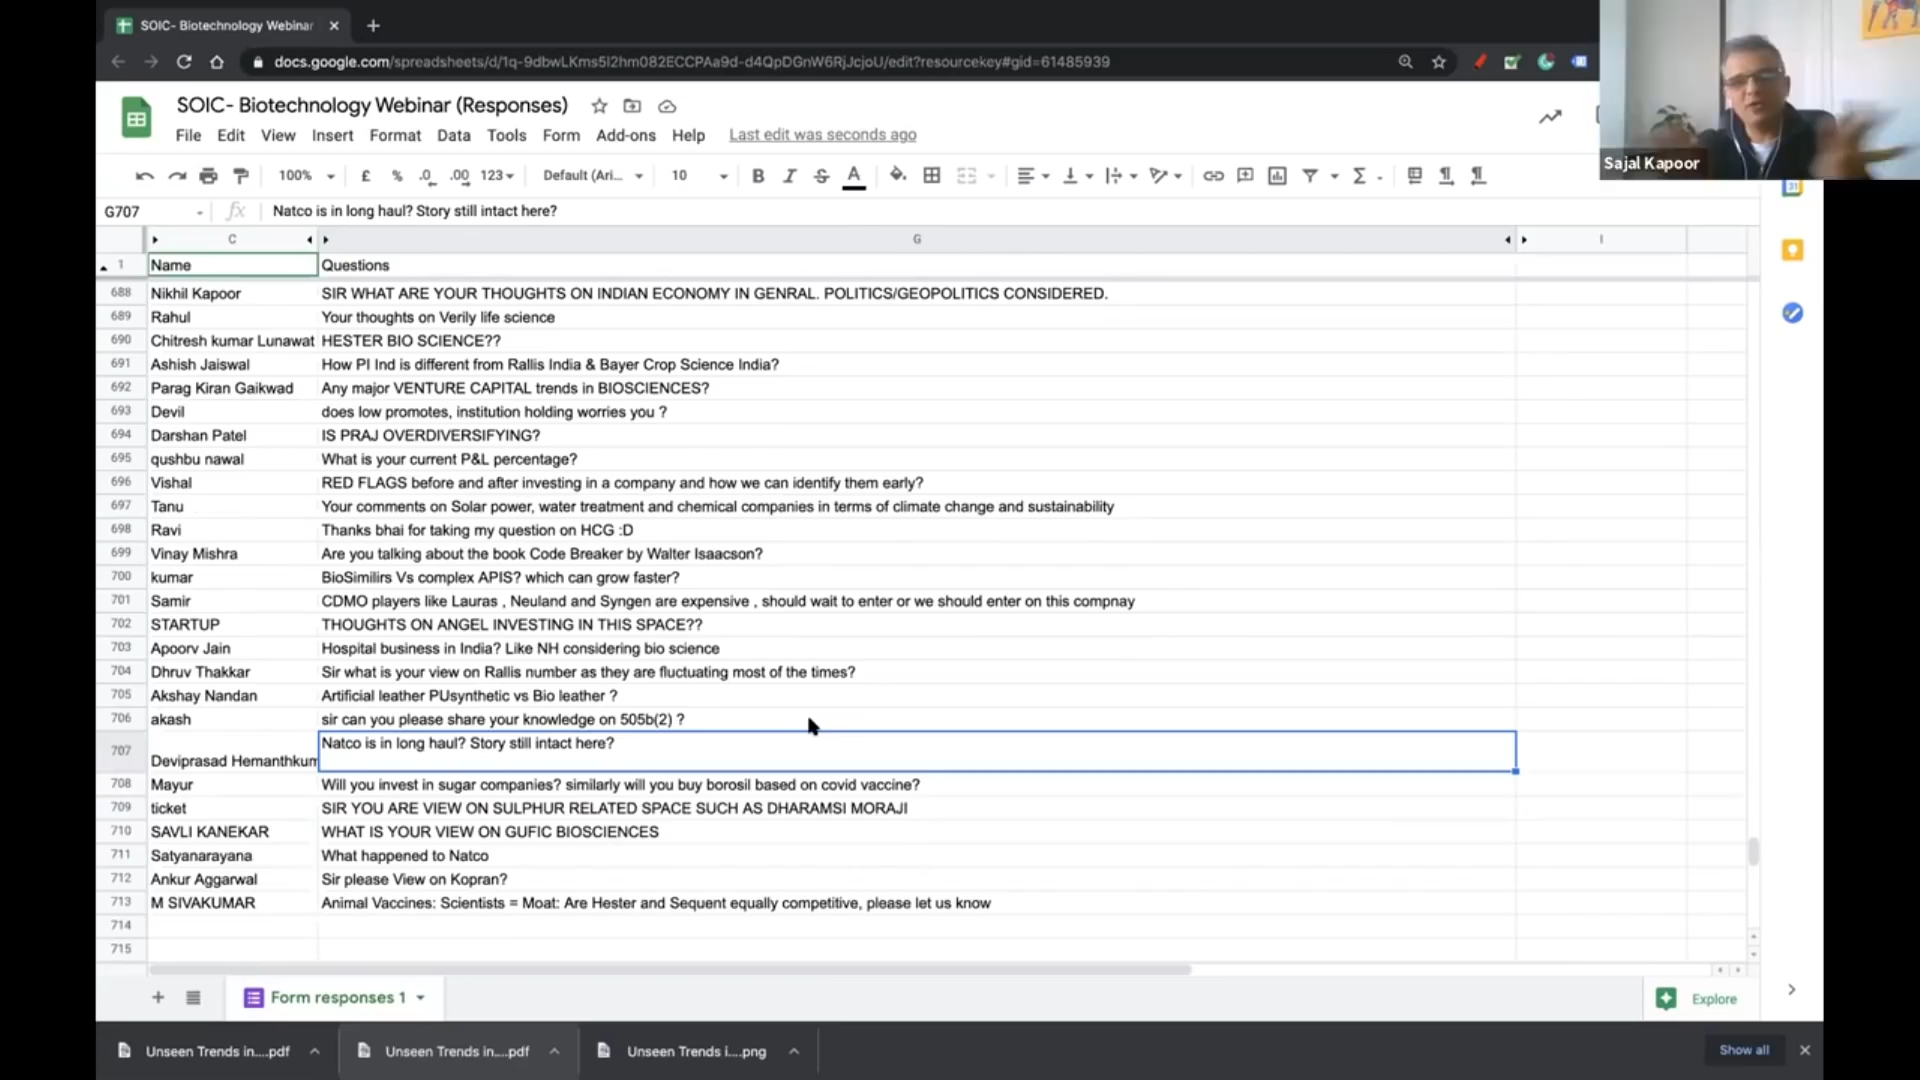 SOIC- Biotechnology Webinar
docs.google.com/spreadsheets/d/1q-9dbwLKms5l2hm082ECCPAa9d-d4QpDGnW6RjJcjoU/edit?resourcekey#gid=61485939
SOIC- Biotechnology Webinar (Responses)
File Edit View Insert Format Data Tools Form Add-ons Help Last edit was seconds ago
Sajal Kapoor
100% £ % .0 .00 123 Default (Ari... 10 B I S A
31
G707 fx Natco is in long haul? Story still intact here?
C G I
1 Name Questions
688 Nikhil Kapoor SIR WHAT ARE YOUR THOUGHTS ON INDIAN ECONOMY IN GENRAL. POLITICS/GEOPOLITICS CONSIDERED.
689 Rahul Your thoughts on Verily life science
690 Chitresh kumar Lunawat HESTER BIO SCIENCE??
691 Ashish Jaiswal How PI Ind is different from Rallis India & Bayer Crop Science India?
692 Parag Kiran Gaikwad Any major VENTURE CAPITAL trends in BIOSCIENCES?
693 Devil does low promotes, institution holding worries you ?
694 Darshan Patel IS PRAJ OVERDIVERSIFYING?
695 qushbu nawal What is your current P&L percentage?
696 Vishal RED FLAGS before and after investing in a company and how we can identify them early?
697 Tanu Your comments on Solar power, water treatment and chemical companies in terms of climate change and sustainability
698 Ravi Thanks bhai for taking my question on HCG :D
699 Vinay Mishra Are you talking about the book Code Breaker by Walter Isaacson?
700 kumar BioSimilirs Vs complex APIS? which can grow faster?
701 Samir CDMO players like Lauras , Neuland and Syngen are expensive , should wait to enter or we should enter on this compnay
702 STARTUP THOUGHTS ON ANGEL INVESTING IN THIS SPACE??
703 Apoorv Jain Hospital business in India? Like NH considering bio science
704 Dhruv Thakkar Sir what is your view on Rallis number as they are fluctuating most of the times?
705 Akshay Nandan Artificial leather PUsynthetic vs Bio leather ?
706 akash sir can you please share your knowledge on 505b(2) ?
707 Deviprasad Hemanthkum Natco is in long haul? Story still intact here?
708 Mayur Will you invest in sugar companies? similarly will you buy borosil based on covid vaccine?
709 ticket SIR YOU ARE VIEW ON SULPHUR RELATED SPACE SUCH AS DHARAMSI MORAJI
710 SAVLI KANEKAR WHAT IS YOUR VIEW ON GUFIC BIOSCIENCES
711 Satyanarayana What happened to Natco
712 Ankur Aggarwal Sir please View on Kopran?
713 M SIVAKUMAR Animal Vaccines: Scientists = Moat: Are Hester and Sequent equally competitive, please let us know
714
715
Form responses 1 Explore
Unseen Trends in....pdf Unseen Trends in....pdf Unseen Trends i....png Show all